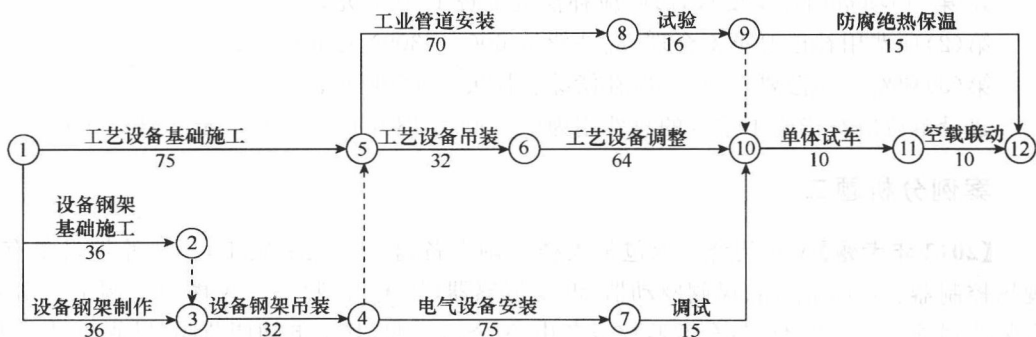 工业管道安装
70
⑧
试验
16
⑨
防腐绝热保温
15
①
工艺设备基础施工
75
⑤
工艺设备吊装
32
⑥
工艺设备调整
64
⑩
单体试车
10
⑪
空载联动
10
⑫
设备钢架
基础施工
36
②
设备钢架制作
36
③
设备钢架吊装
32
④
电气设备安装
75
⑦
调试
15